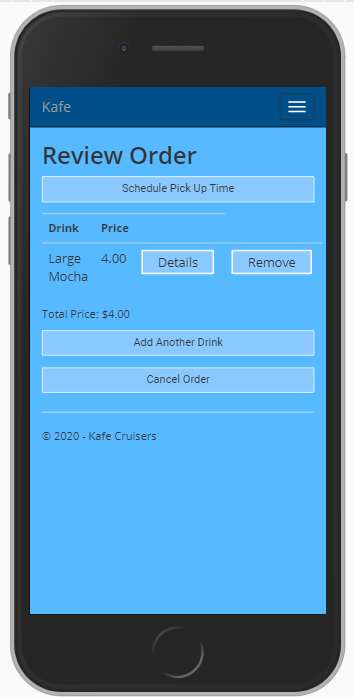 Kafe
Review Order
Schedule Pick Up Time
Drink Price
Large Mocha 4.00 Details Remove
Total Price: $4.00
Add Another Drink
Cancel Order
© 2020 - Kafe Cruisers